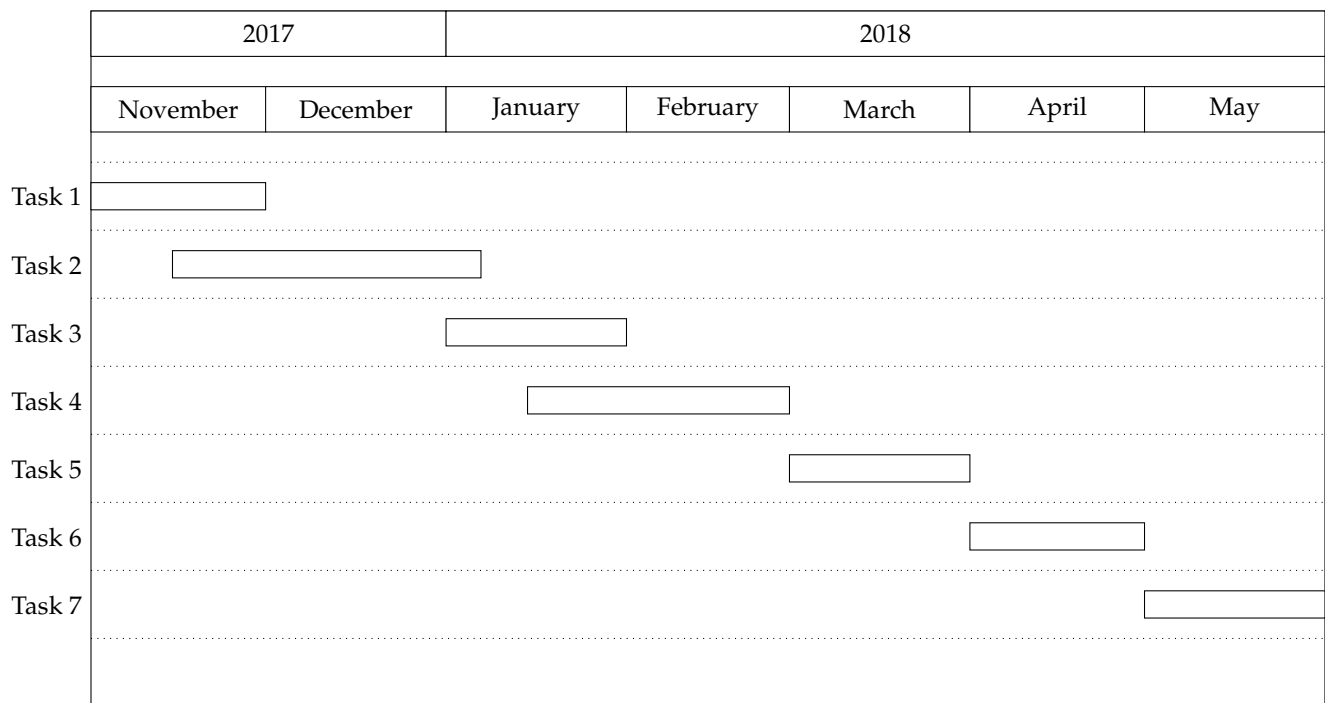 2017 2018
November December January February March April May
Task 1
Task 2
Task 3
Task 4
Task 5
Task 6
Task 7